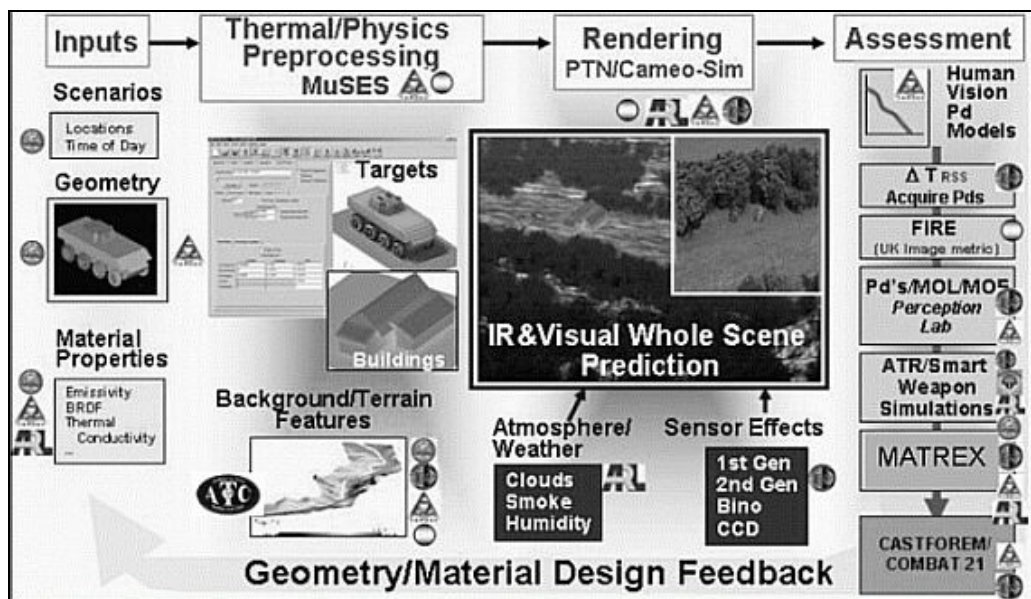 Inputs
Thermal/Physics
Preprocessing
MuSES
Rendering
PTN/Cameo-Sim
Assessment
Scenarios
Locations
Time of Day
Geometry
Material
Properties
Emissivity
BRDF
Thermal
Conductivity
...
Targets
Buildings
Background/Terrain
Features
ATC
IR&Visual Whole Scene
Prediction
Atmosphere/
Weather
Clouds
Smoke
Humidity
ARL
Sensor Effects
1st Gen
2nd Gen
Bino
CCD
Human
Vision
Pd
Models
Δ T RSS
Acquire Pds
FIRE
(UK Image metric)
Pd's/MOL/MOE
Perception
Lab
ATR/Smart
Weapon
Simulations
MATREX
CASTFOREM/
COMBAT 21
Geometry/Material Design Feedback